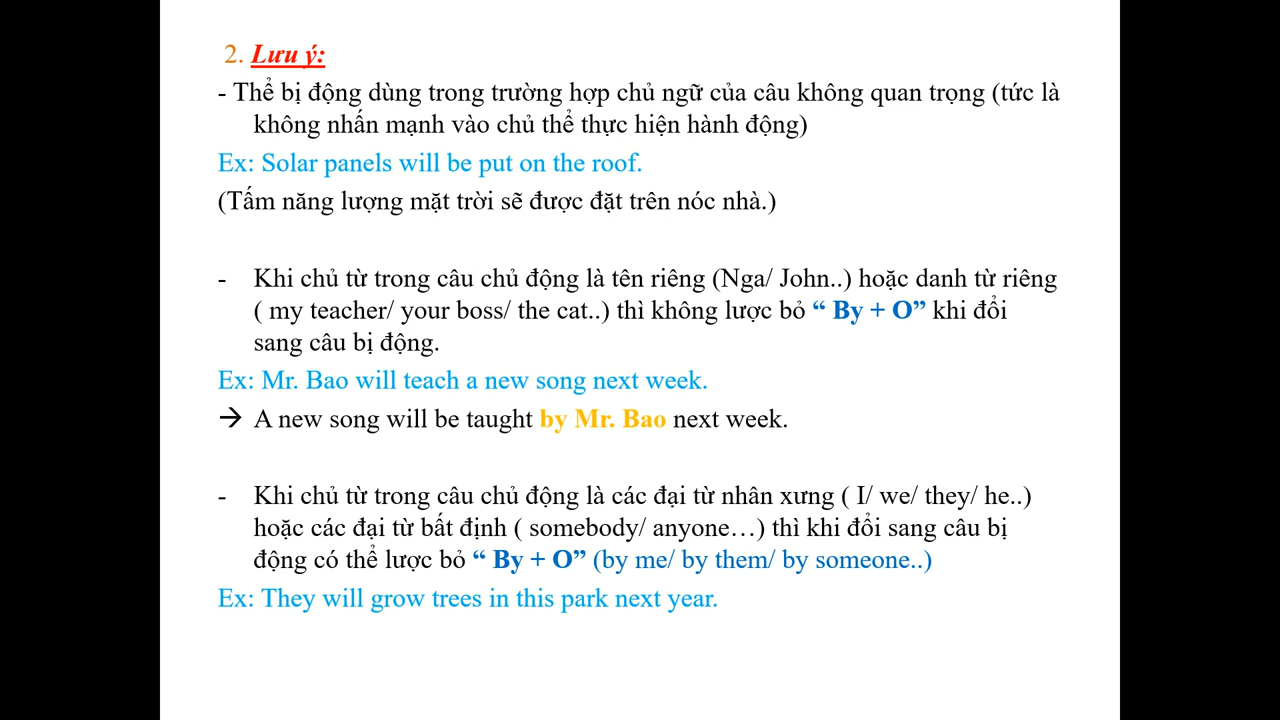 2. Lưu ý:
- Thể bị động dùng trong trường hợp chủ ngữ của câu không quan trọng (tức là
không nhấn mạnh vào chủ thể thực hiện hành động)
Ex: Solar panels will be put on the roof.
(Tấm năng lượng mặt trời sẽ được đặt trên nóc nhà.)
- Khi chủ từ trong câu chủ động là tên riêng (Nga/ John..) hoặc danh từ riêng
( my teacher/ your boss/ the cat..) thì không lược bỏ “ By + O” khi đổi
sang câu bị động.
Ex: Mr. Bao will teach a new song next week.
→ A new song will be taught by Mr. Bao next week.
- Khi chủ từ trong câu chủ động là các đại từ nhân xưng ( I/ we/ they/ he..)
hoặc các đại từ bất định ( somebody/ anyone…) thì khi đổi sang câu bị
động có thể lược bỏ “ By + O” (by me/ by them/ by someone..)
Ex: They will grow trees in this park next year.